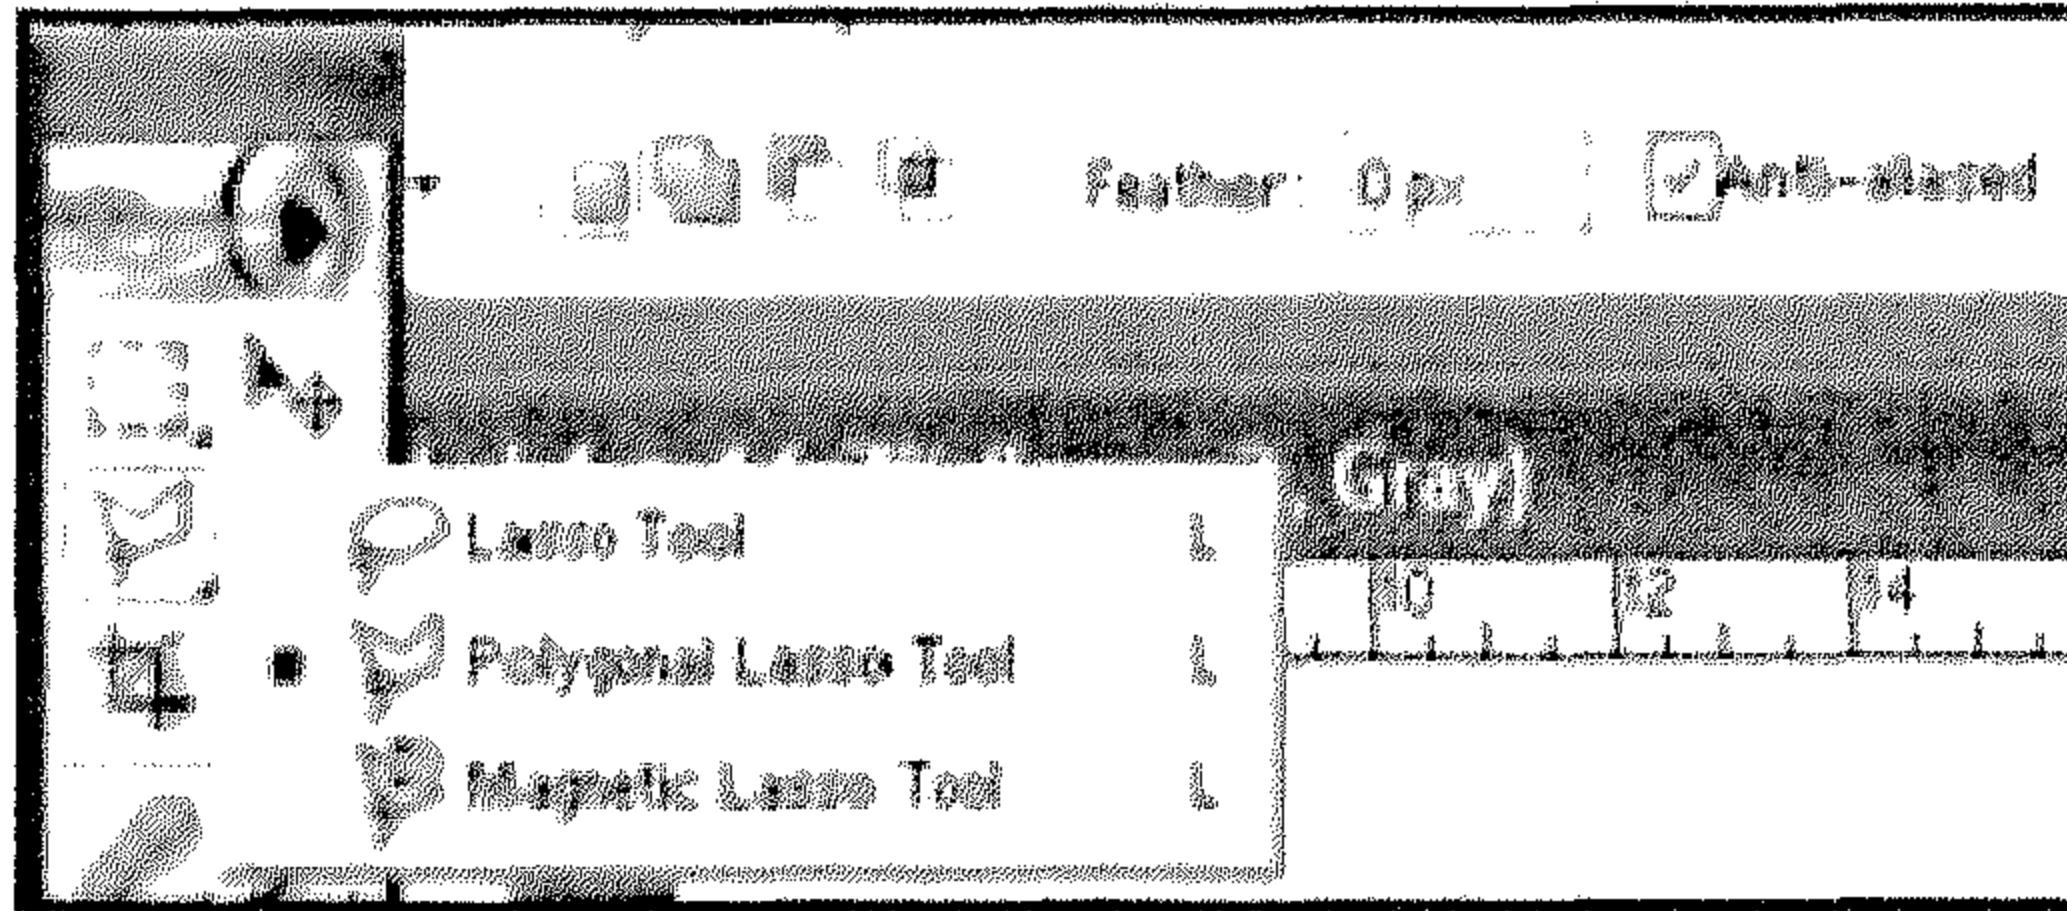 Feather: 0 px Anti-aliased
Gray)
Lasso Tool L
10 12 14
Polygonal Lasso Tool L
Magnetic Lasso Tool L